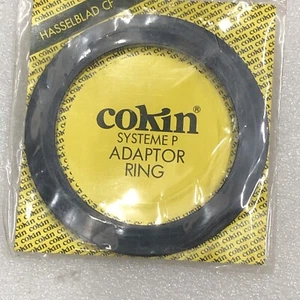 HASSELBLAD CF
cokin®
SYSTEME P
ADAPTOR
RING